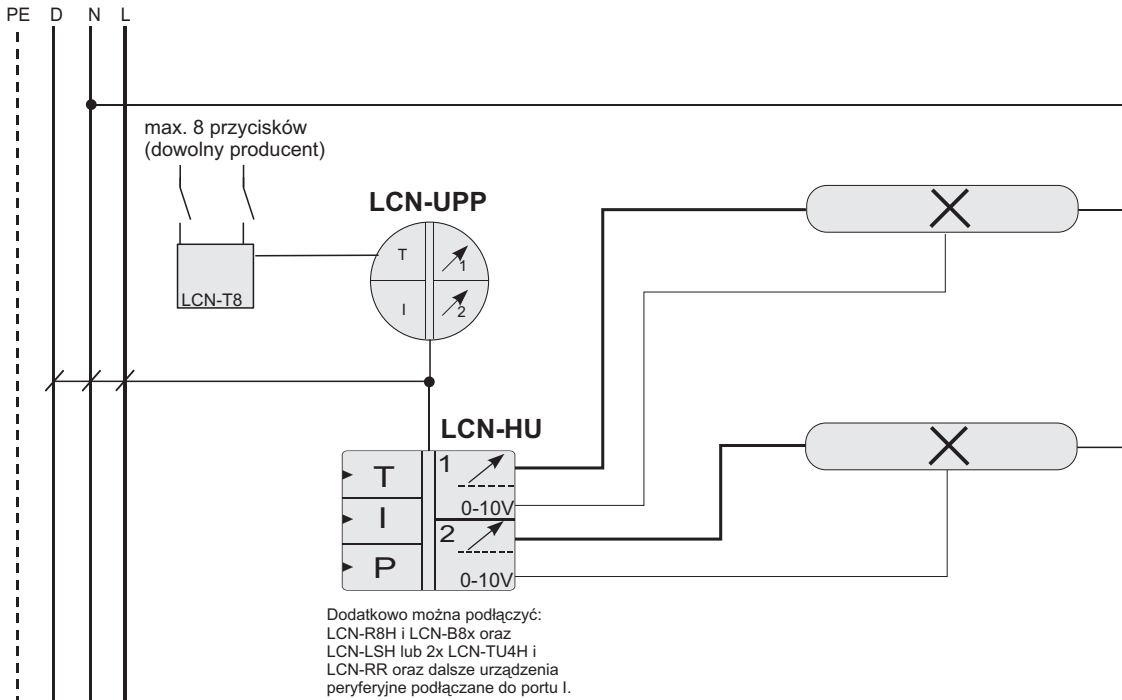 PE D N L
max. 8 przycisków
(dowolny producent)
LCN-UPP
T
1
I
2
LCN-T8
LCN-HU
T
1
0-10V
I
2
P
0-10V
Dodatkowo można podłączyć:
LCN-R8H i LCN-B8x oraz
LCN-LSH lub 2x LCN-TU4H i
LCN-RR oraz dalsze urządzenia
peryferyjne podłączane do portu I.